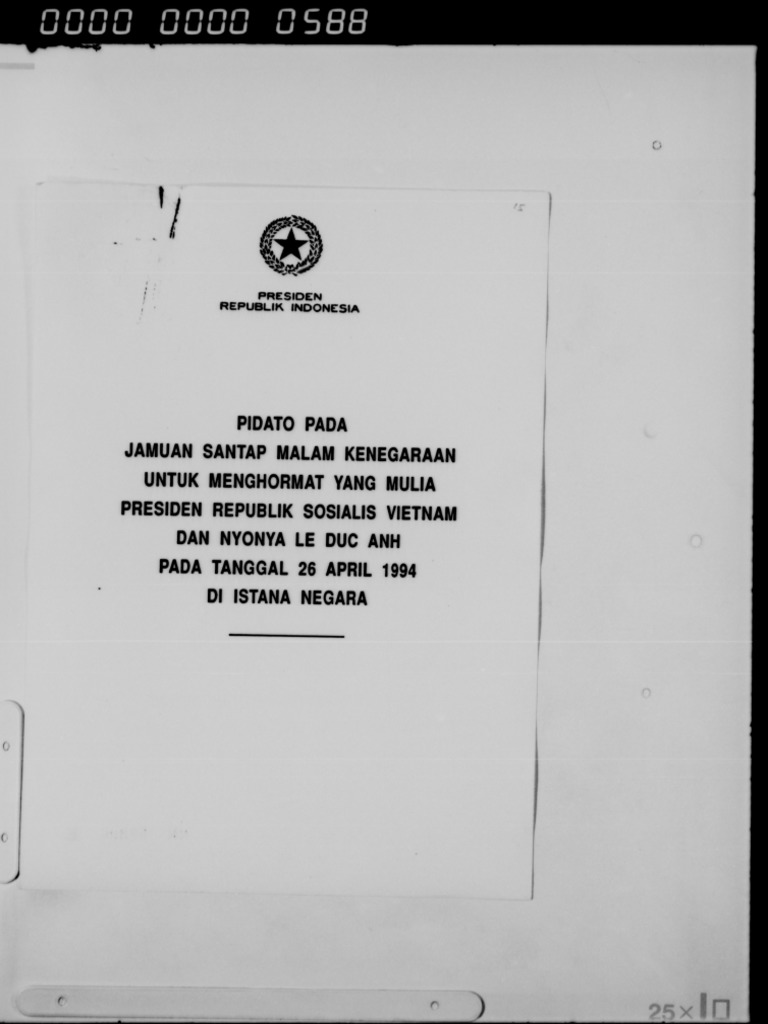 0000 0000 0588
15
PRESIDEN
REPUBLIK INDONESIA
PIDATO PADA
JAMUAN SANTAP MALAM KENEGARAAN
UNTUK MENGHORMAT YANG MULIA
PRESIDEN REPUBLIK SOSIALIS VIETNAM
DAN NYONYA LE DUC ANH
PADA TANGGAL 26 APRIL 1994
DI ISTANA NEGARA
25×